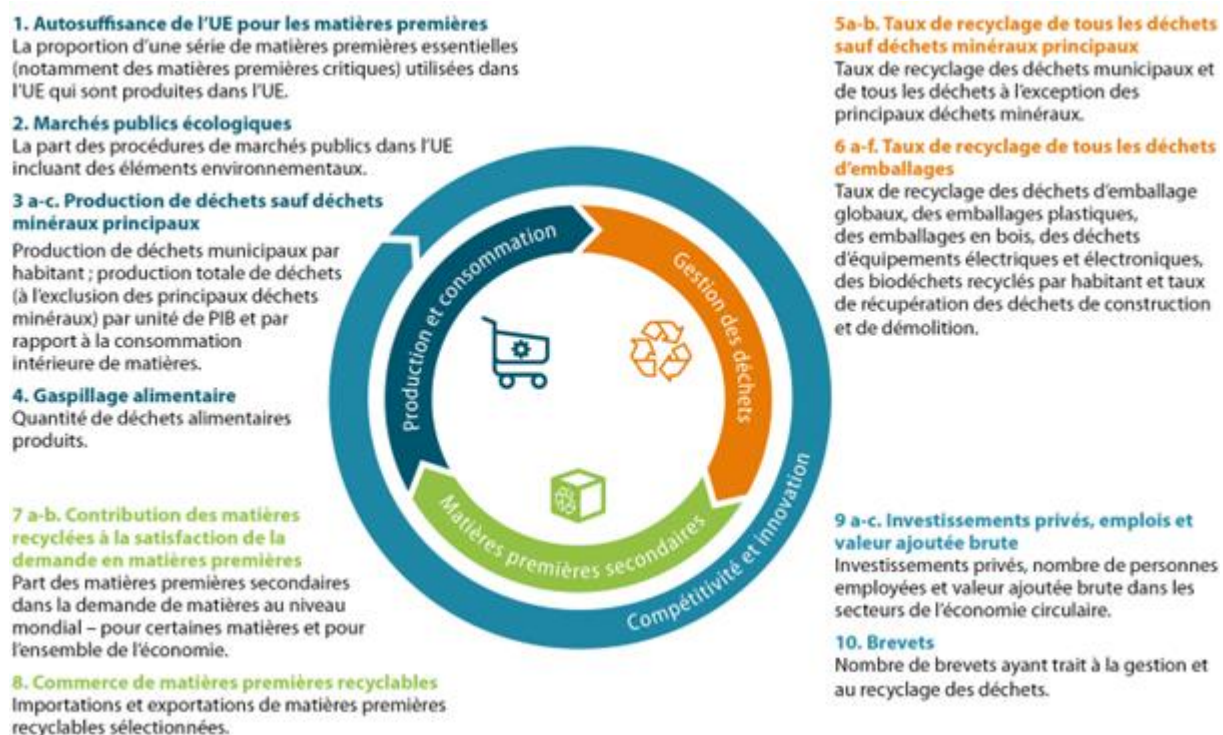 1. Autosuffisance de l’UE pour les matières premières
La proportion d’une série de matières premières essentielles
(notamment des matières premières critiques) utilisées dans
l’UE qui sont produites dans l’UE.
2. Marchés publics écologiques
La part des procédures de marchés publics dans l’UE
incluant des éléments environnementaux.
3 a-c. Production de déchets sauf déchets
minéraux principaux
Production de déchets municipaux par
habitant ; production totale de déchets
(à l’exclusion des principaux déchets
minéraux) par unité de PIB et par
rapport à la consommation
intérieure de matières.
4. Gaspillage alimentaire
Quantité de déchets alimentaires
produits.
5a-b. Taux de recyclage de tous les déchets
sauf déchets minéraux principaux
Taux de recyclage des déchets municipaux et
de tous les déchets à l’exception des
principaux déchets minéraux.
6 a-f. Taux de recyclage de tous les déchets
d’emballages
Taux de recyclage des déchets d’emballage
globaux, des emballages plastiques,
des emballages en bois, des déchets
d’équipements électriques et électroniques,
des biodéchets recyclés par habitant et taux
de récupération des déchets de construction
et de démolition.
Production et consommation
Gestion des déchets
Matières premières secondaires
Compétitivité et innovation
7 a-b. Contribution des matières
recyclées à la satisfaction de la
demande en matières premières
Part des matières premières secondaires
dans la demande de matières au niveau
mondial – pour certaines matières et pour
l’ensemble de l’économie.
8. Commerce de matières premières recyclables
Importations et exportations de matières premières
recyclables sélectionnées.
9 a-c. Investissements privés, emplois et
valeur ajoutée brute
Investissements privés, nombre de personnes
employées et valeur ajoutée brute dans les
secteurs de l’économie circulaire.
10. Brevets
Nombre de brevets ayant trait à la gestion et
au recyclage des déchets.